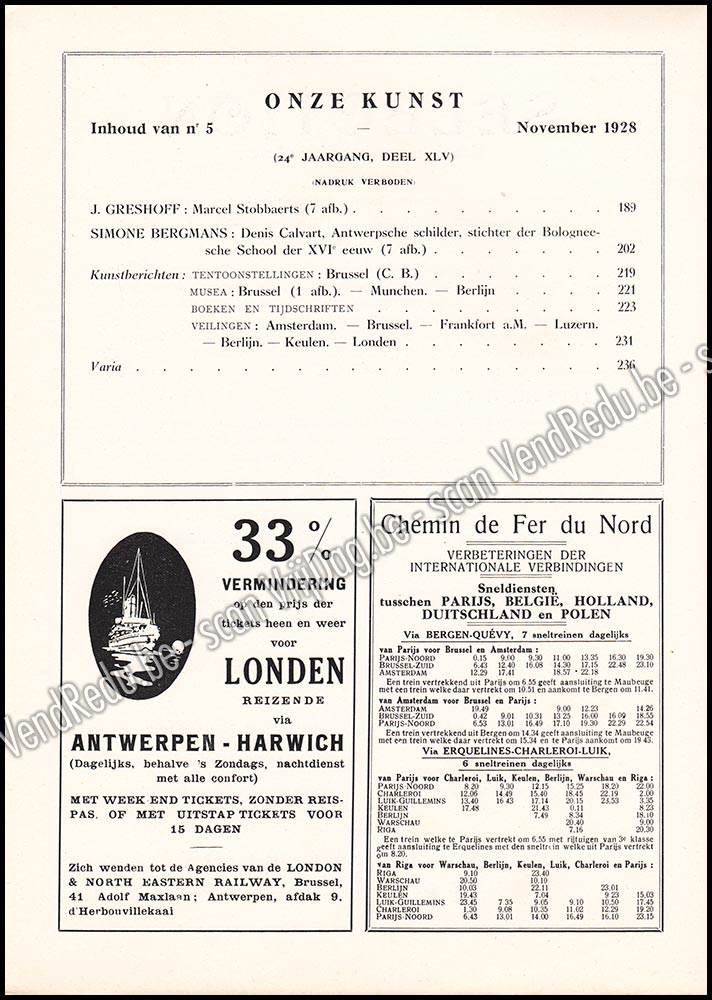 ONZE KUNST
Inhoud van nr 5 — November 1928
(24e JAARGANG, DEEL XLV)
(NADRUK VERBODEN)
J. GRESHOFF : Marcel Stobbaerts (7 afb.) . . . . . . . . . . 189
SIMONE BERGMANS : Denis Calvart, Antwerpsche schilder, stichter der Bolognee-
sche School der XVIe eeuw (7 afb.) . . . . . . . 202
Kunstberichten : TENTOONSTELLINGEN : Brussel (C. B.) . . . . . . . 219
MUSEA : Brussel (1 afb.). — Munchen. — Berlijn . . . . 221
BOEKEN EN TIJDSCHRIFTEN . . . . . . . . . 223
VEILINGEN : Amsterdam. — Brussel. — Frankfort a.M. — Luzern.
— Berlijn. — Keulen. — Londen . . . . . . . . 231
Varia . . . . . . . . . . . . . . . . . 236
33 %
VERMINDERING
op den prijs der
tickets heen en weer
voor
LONDEN
REIZENDE
via
ANTWERPEN - HARWICH
(Dagelijks, behalve 's Zondags, nachtdienst
met alle confort)
MET WEEK-END TICKETS, ZONDER REIS-
PAS, OF MET UITSTAP TICKETS VOOR
15 DAGEN
Zich wenden tot de Agencies van de LONDON
& NORTH EASTERN RAILWAY, Brussel,
41 Adolf Maxlaan; Antwerpen, afdak 9,
d'Herbouvillekaai
Chemin de Fer du Nord
VERBETERINGEN DER
INTERNATIONALE VERBINDINGEN
Sneldiensten,
tusschen PARIJS, BELGIË, HOLLAND,
DUITSCHLAND en POLEN
Via BERGEN-QUÉVY, 7 sneltreinen dagelijks
van Parijs voor Brussel en Amsterdam :
PARIJS-NOORD 0.15 9.00 9.30 11.00 13.35 16.30 19.30
BRUSSEL-ZUID 6.43 12.40 16.08 14.30 17.15 22.48 23.10
AMSTERDAM 12.29 17.41 18.57 22.18
Een trein vertrekkend uit Parijs om 6.55 geeft aansluiting te Maubeuge
met een trein welke daar vertrekt om 10.51 en aankomt te Bergen om 11.41.
van Amsterdam voor Brussel en Parijs :
AMSTERDAM 19.49 9.00 12.23 14.26
BRUSSEL-ZUID 0.42 9.01 10.31 13.25 16.00 16 09 18.55
PARIJS-NOORD 6.53 13.01 16.49 17.10 19.27 22.29 22.54
Een trein vertrekkend uit Bergen om 14.34 geeft aansluiting te Maubeuge
met een trein welke daar vertrekt om 15.34 en te Parijs aankomt om 19 43.
Via ERQUELINES-CHARLEROI-LUIK,
6 sneltreinen dagelijks
van Parijs voor Charleroi, Luik, Keulen, Berlijn, Warschau en Riga :
PARIJS-NOORD 8.20 9.30 12.15 15.25 18.20 22.00
CHARLEROI 12.06 14.49 15.40 18.45 22.19 2.00
LUIK-GUILLEMINS 13.40 16 43 17.14 20.15 23.53 3.35
KEULEN 17.48 21.43 0.11 8.23
BERLIJN 7.49 8.34 18.10
WARSCHAU 20.40 9.00
RIGA 7.16 20.30
Een trein welke te Parijs vertrekt om 6.55 met rijtuigen van 3e klasse
geeft aansluiting te Erquelines met den sneltrein welke uit Parijs vertrekt
om 8.20.
van Riga voor Warschau, Berlijn, Keulen, Luik, Charleroi en Parijs :
RIGA 9.10 23.40
WARSCHAU 20.50 10.10
BERLIJN 10.03 22.11 23.01
KEULEN 19.43 7.04 9 23 15.03
LUIK-GUILLEMINS 23.45 7 35 9.05 9.10 10.50 17.45
CHARLEROI 1.30 9.08 10.35 11.02 12.29 19.20
PARIJS-NOORD 6.43 13.01 14.00 16.49 16.10 23.15
VendRedu.be - scan VrijDag.be - scan VendRedu.be - scan